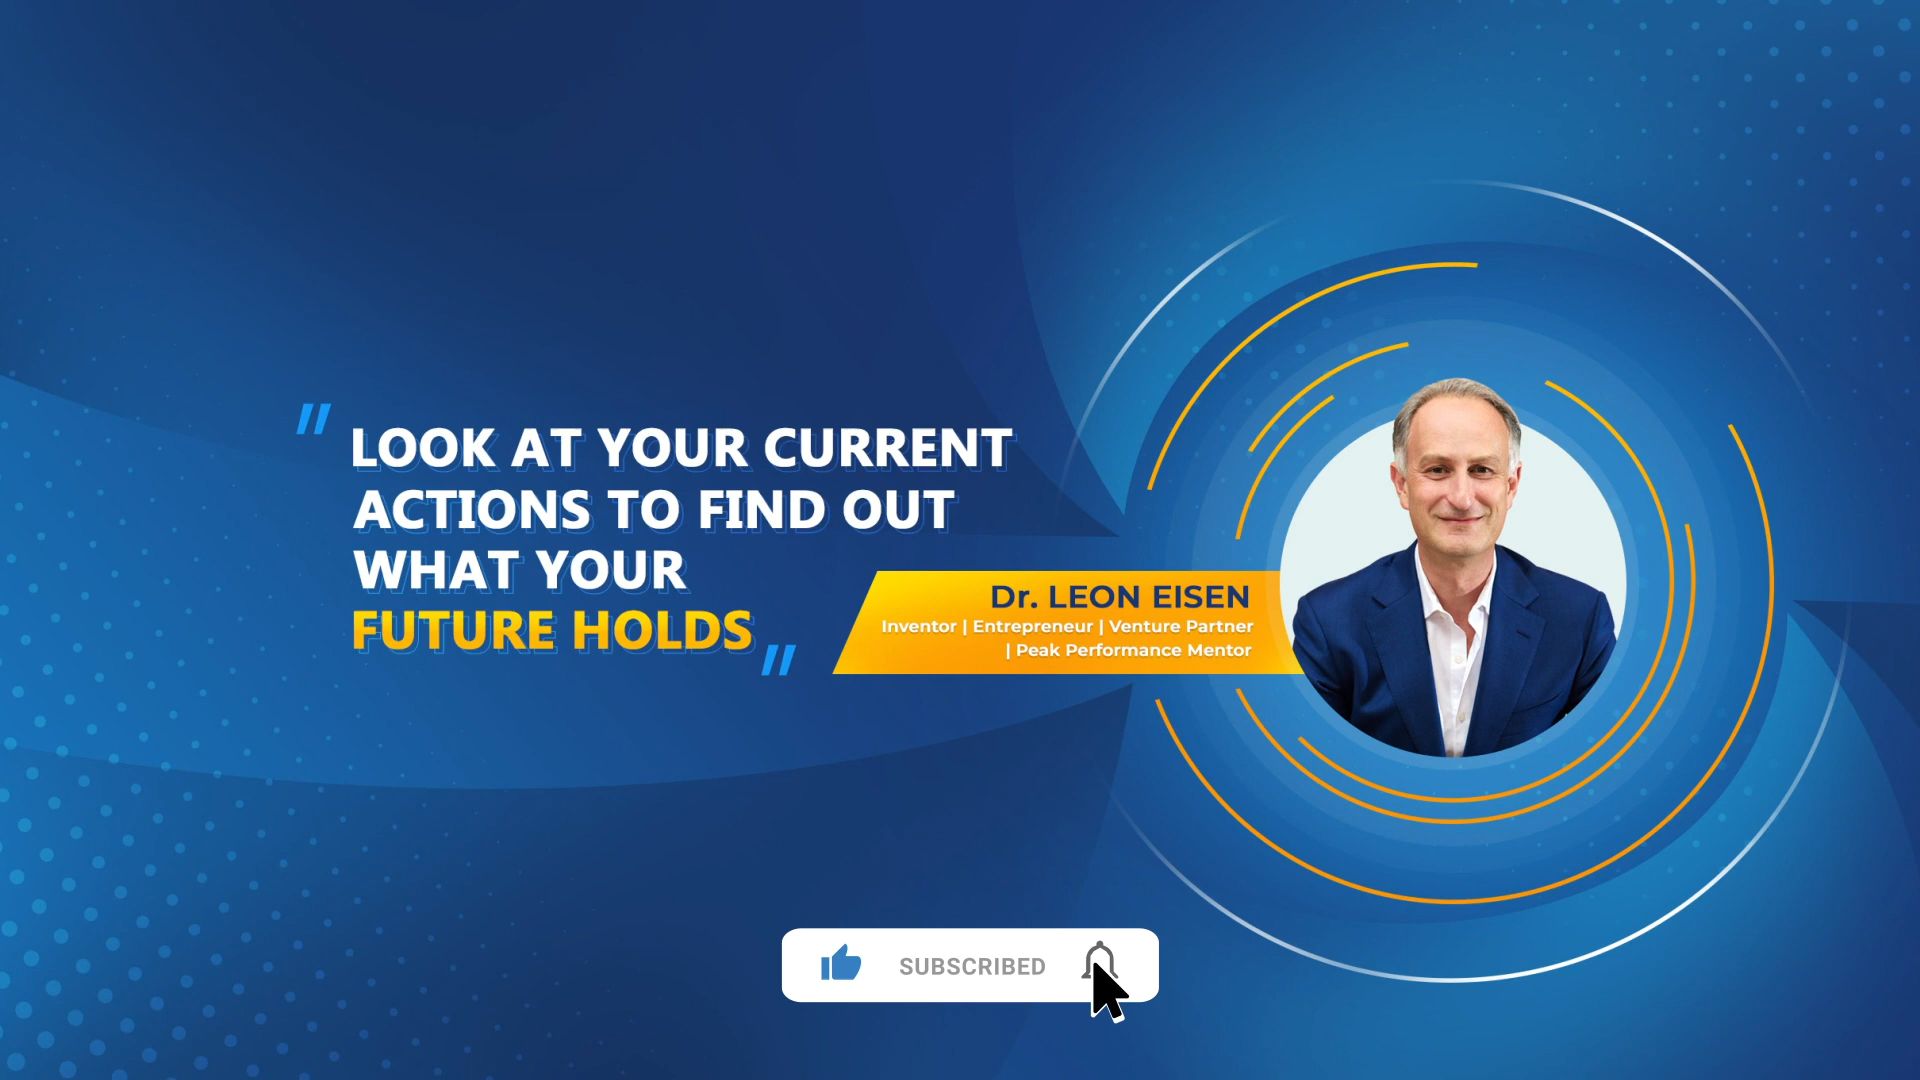 " LOOK AT YOUR CURRENT
ACTIONS TO FIND OUT
WHAT YOUR
FUTURE HOLDS "
Dr. LEON EISEN
Inventor | Entrepreneur | Venture Partner
| Peak Performance Mentor
SUBSCRIBED